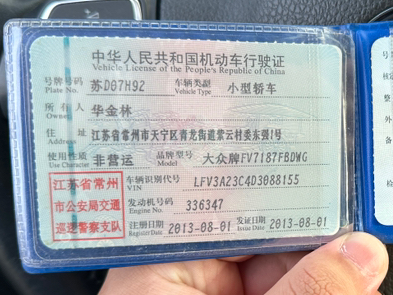 中华人民共和国机动车行驶证
Vehicle License of the People's Republic of China
号牌号码 苏D07H92 车辆类型 小型轿车
Plate No. Vehicle Type
所有人 华金林
Owner
住址 江苏省常州市天宁区青龙街道紫云村委东强1号
Address
使用性质 非营运 品牌型号 大众牌FV7187FBDWG
Use Character Model
江苏省常州 车辆识别代号 LFV3A23C4D3088155
VIN
市公安局交通 发动机号码 336347
Engine No.
巡逻警察支队 注册日期 2013-08-01 发证日期 2013-08-01
Register Date Issue Date